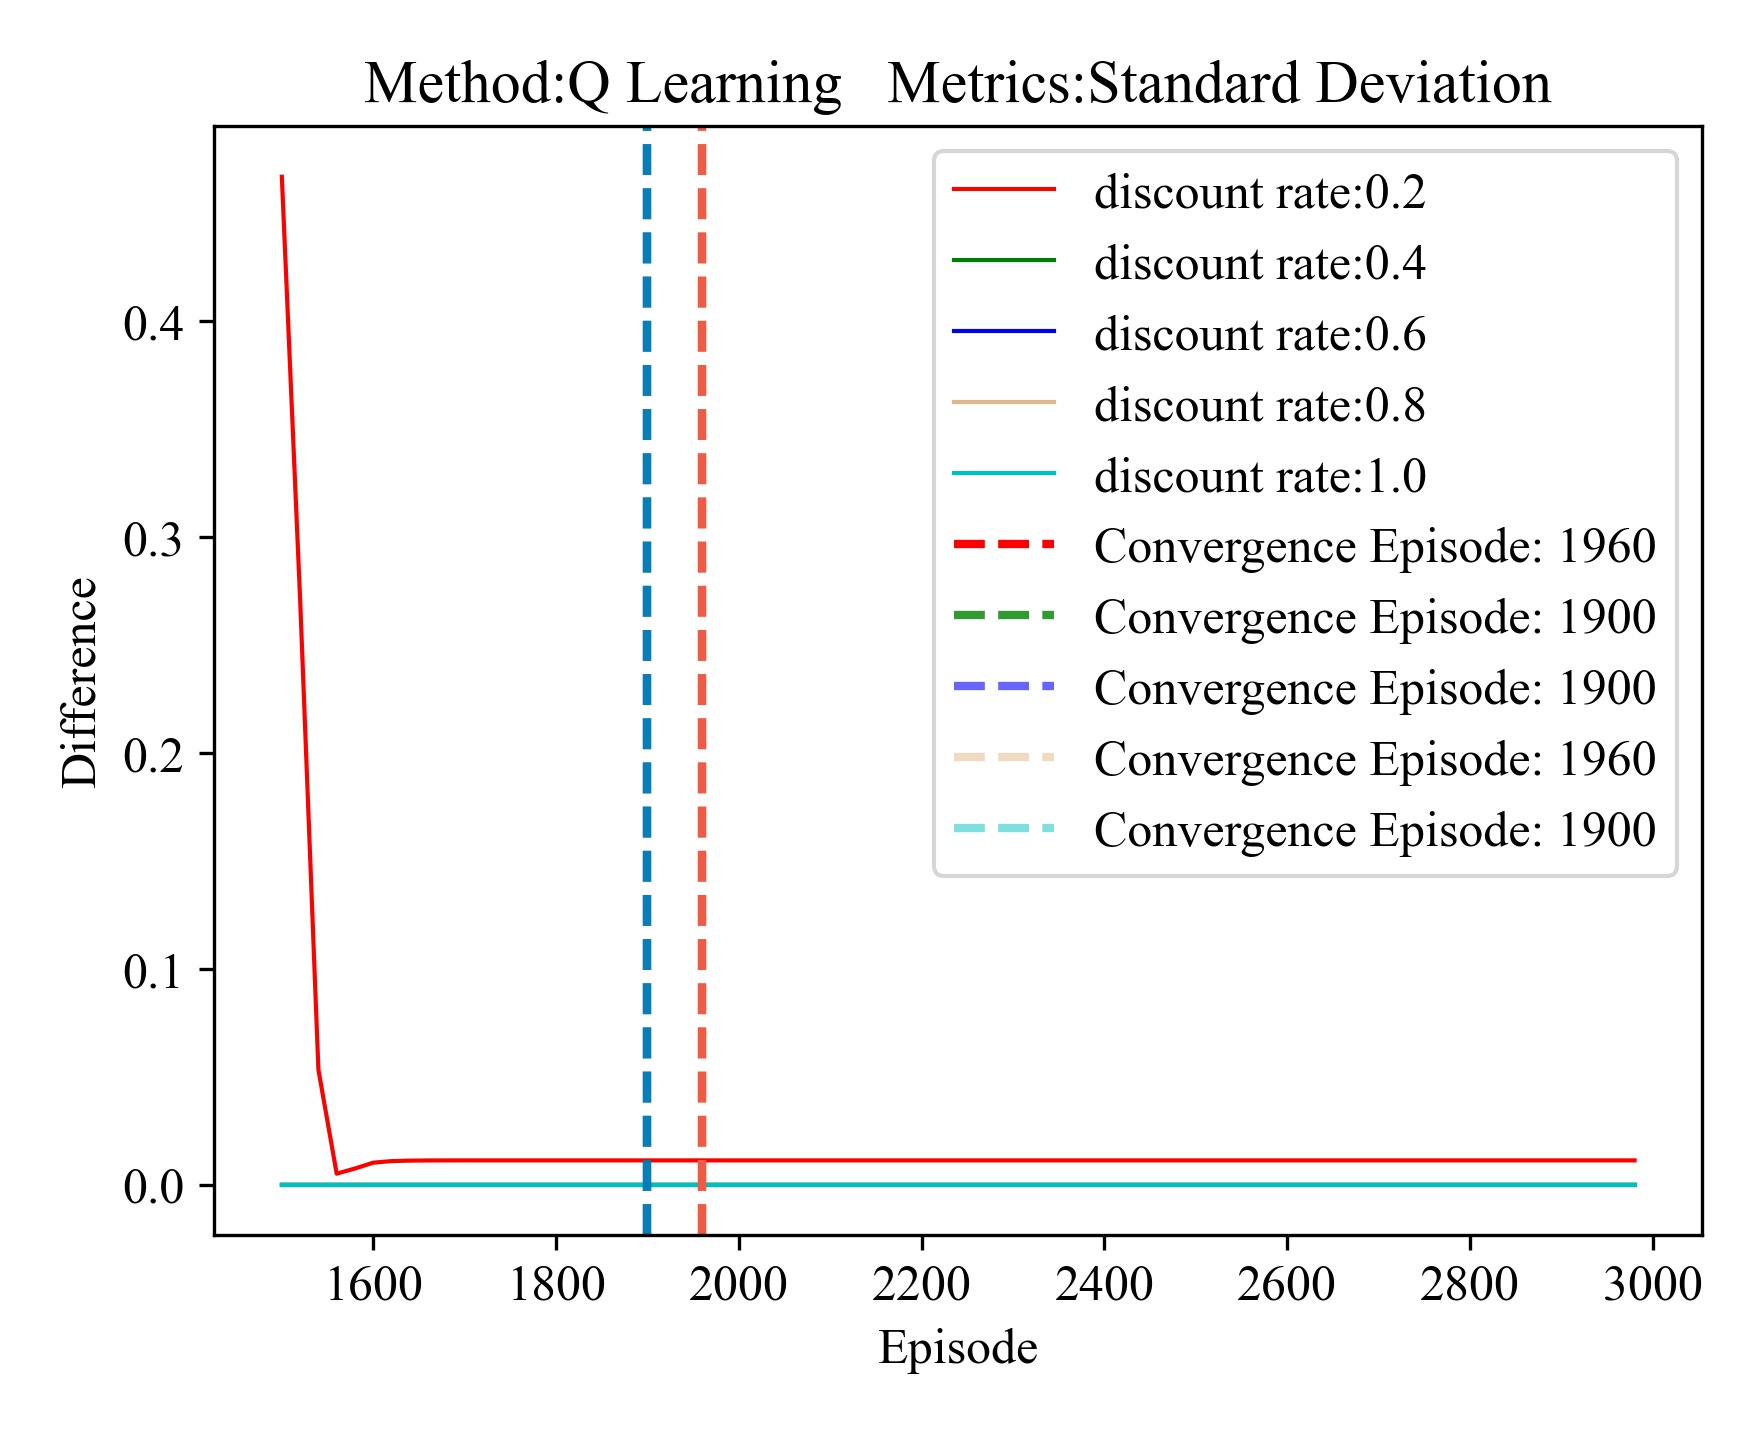 Method:Q Learning   Metrics:Standard Deviation
discount rate:0.2
discount rate:0.4
discount rate:0.6
discount rate:0.8
discount rate:1.0
Convergence Episode: 1960
Convergence Episode: 1900
Convergence Episode: 1900
Convergence Episode: 1960
Convergence Episode: 1900
Difference
0.4
0.3
0.2
0.1
0.0
1600 1800 2000 2200 2400 2600 2800 3000
Episode